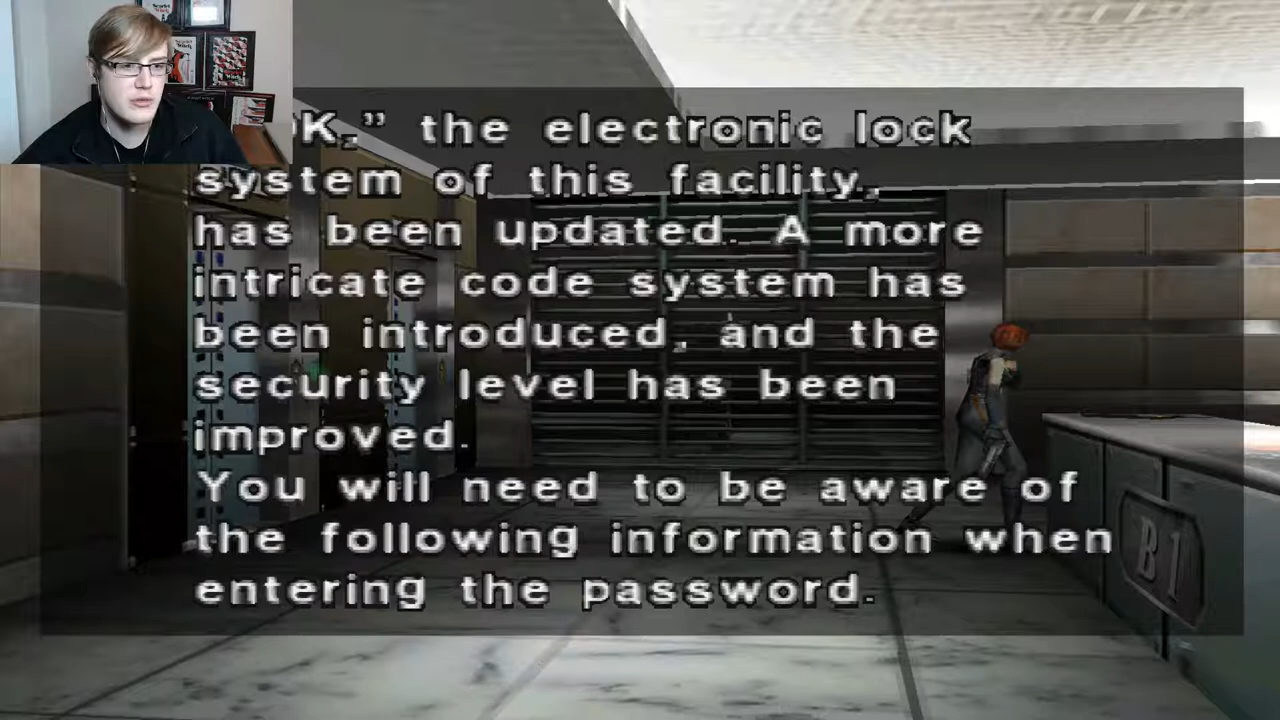 K," the electronic lock
system of this facility,
has been updated. A more
intricate code system has
been introduced, and the
security level has been
improved.
You will need to be aware of
the following information when
entering the password.
B1